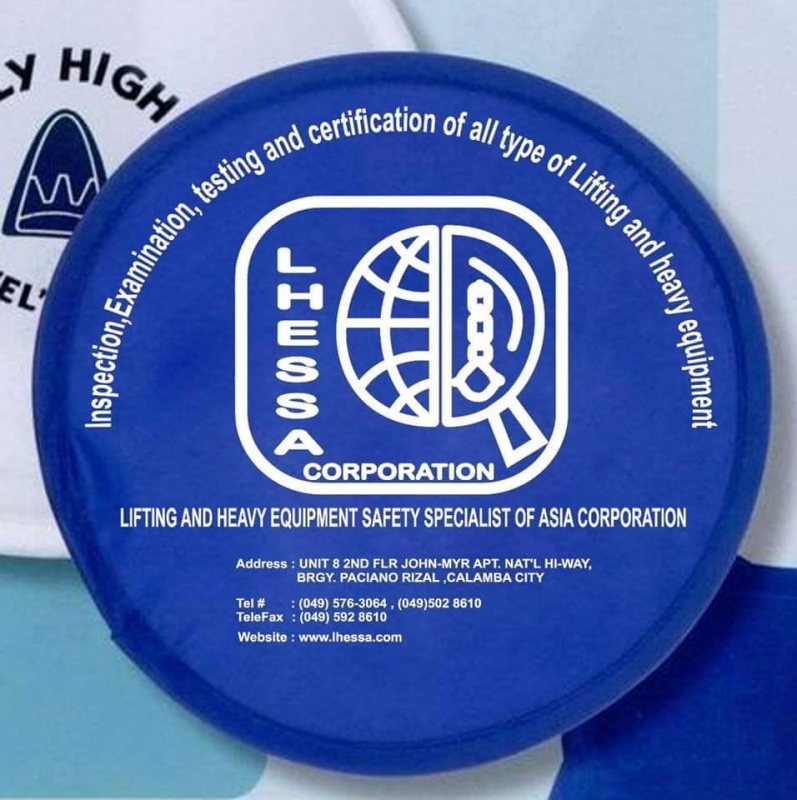 LY HIGH
Inspection,Examination, testing and certification of all type of Lifting and heavy equipment
LHESSA
CORPORATION
LIFTING AND HEAVY EQUIPMENT SAFETY SPECIALIST OF ASIA CORPORATION
Address : UNIT 8 2ND FLR JOHN-MYR APT. NAT'L HI-WAY,
BRGY. PACIANO RIZAL ,CALAMBA CITY
Tel # : (049) 576-3064 , (049)502 8610
TeleFax : (049) 592 8610
Website : www.lhessa.com